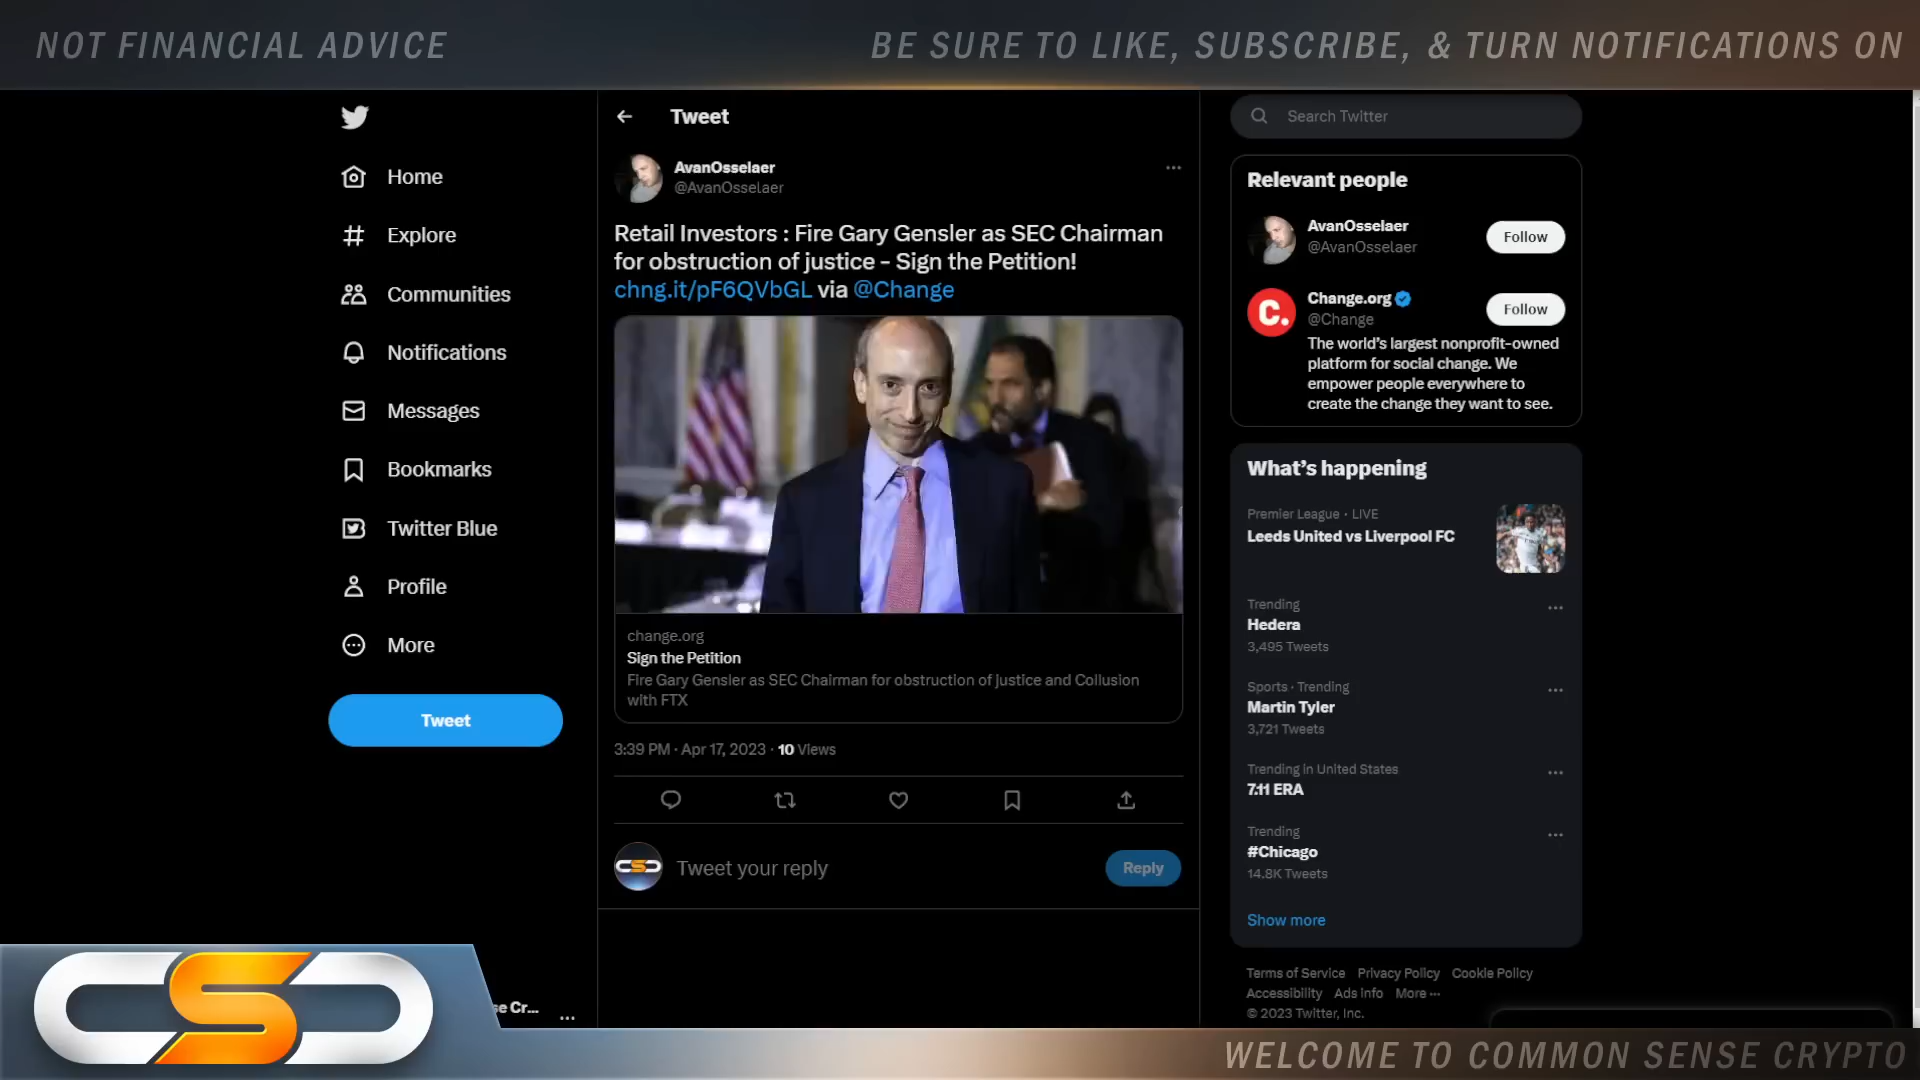 NOT FINANCIAL ADVICE
BE SURE TO LIKE, SUBSCRIBE, & TURN NOTIFICATIONS ON
Home
Explore
Communities
Notifications
Messages
Bookmarks
Twitter Blue
Profile
More
Tweet
se Cr...
Tweet
AvanOsselaer
@AvanOsselaer
Retail Investors : Fire Gary Gensler as SEC Chairman
for obstruction of justice - Sign the Petition!
chng.it/pF6QVbGL via @Change
change.org
Sign the Petition
Fire Gary Gensler as SEC Chairman for obstruction of justice and Collusion
with FTX
3:39 PM · Apr 17, 2023 · 10 Views
Tweet your reply
Reply
Search Twitter
Relevant people
AvanOsselaer
@AvanOsselaer
Follow
Change.org
@Change
Follow
The world's largest nonprofit-owned
platform for social change. We
empower people everywhere to
create the change they want to see.
What's happening
Premier League · LIVE
Leeds United vs Liverpool FC
Trending
Hedera
3,495 Tweets
Sports · Trending
Martin Tyler
3,721 Tweets
Trending in United States
7.11 ERA
Trending
#Chicago
14.8K Tweets
Show more
Terms of Service Privacy Policy Cookie Policy
Accessibility Ads info More ...
© 2023 Twitter, Inc.
CSC
WELCOME TO COMMON SENSE CRYPTO